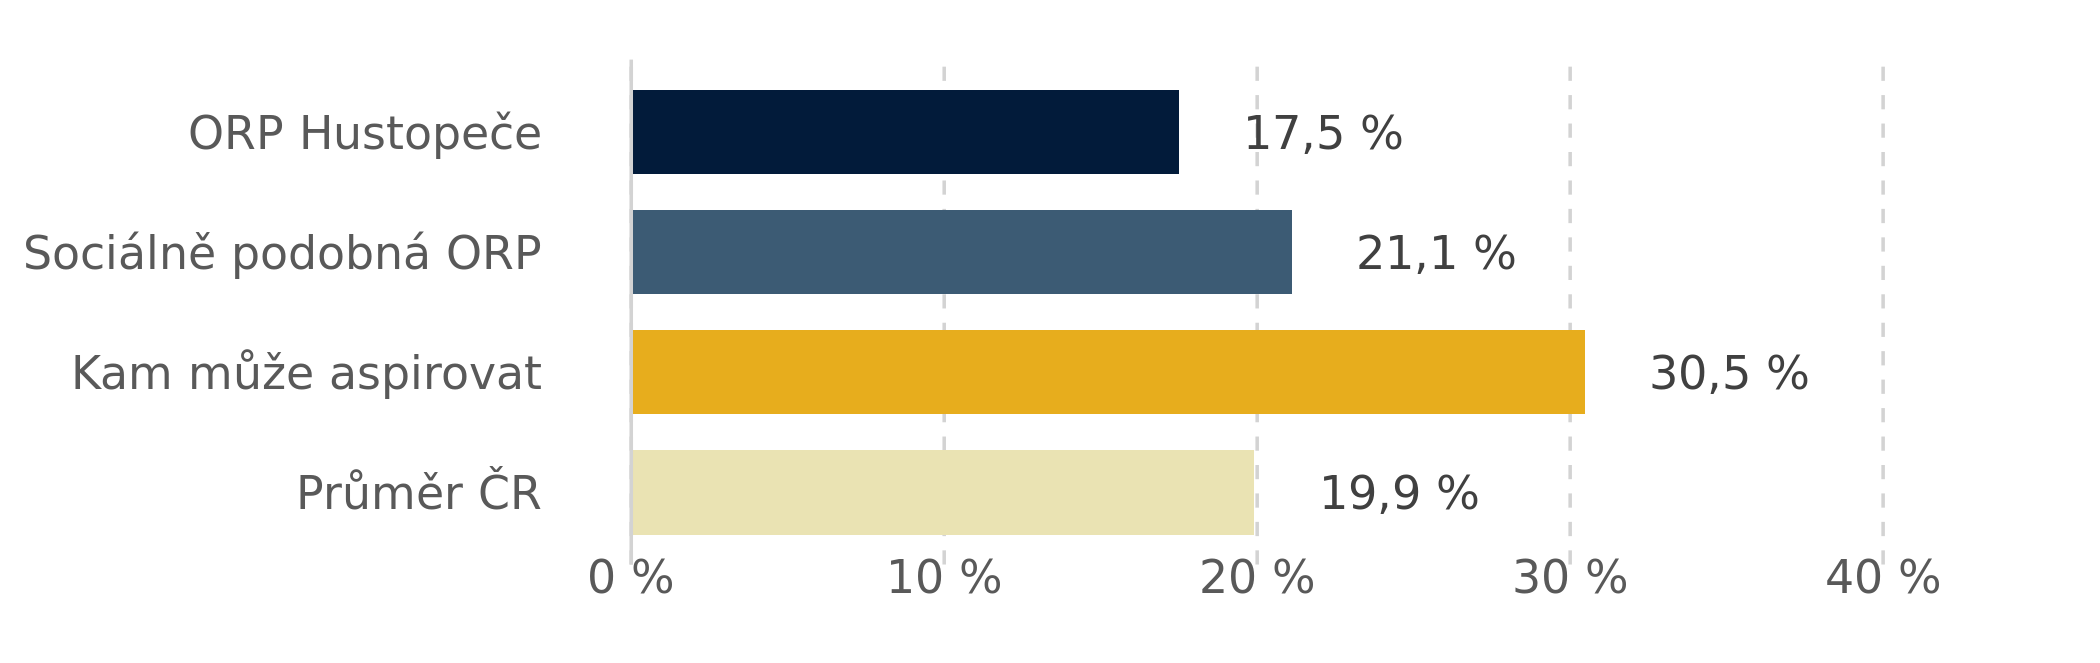 ORP Hustopeče 17,5 %
Sociálně podobná ORP 21,1 %
Kam může aspirovat 30,5 %
Průměr ČR 19,9 %
0 % 10 % 20 % 30 % 40 %